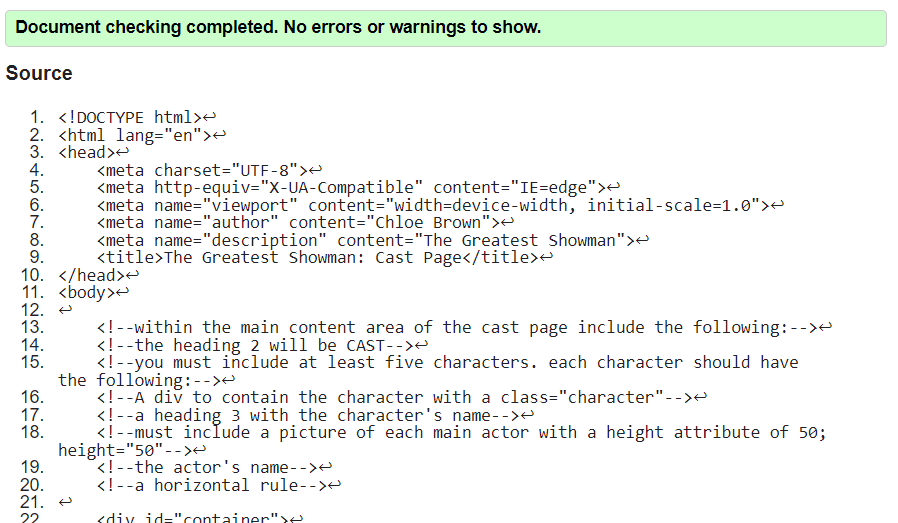 Document checking completed. No errors or warnings to show.
Source
1. <!DOCTYPE html>↩
2. <html lang="en">↩
3. <head>↩
4.     <meta charset="UTF-8">↩
5.     <meta http-equiv="X-UA-Compatible" content="IE=edge">↩
6.     <meta name="viewport" content="width=device-width, initial-scale=1.0">↩
7.     <meta name="author" content="Chloe Brown">↩
8.     <meta name="description" content="The Greatest Showman">↩
9.     <title>The Greatest Showman: Cast Page</title>↩
10. </head>↩
11. <body>↩
12. ↩
13.     <!--within the main content area of the cast page include the following:-->↩
14.     <!--the heading 2 will be CAST-->↩
15.     <!--you must include at least five characters. each character should have
the following:-->↩
16.     <!--A div to contain the character with a class="character"-->↩
17.     <!--a heading 3 with the character's name-->↩
18.     <!--must include a picture of each main actor with a height attribute of 50;
height="50"-->↩
19.     <!--the actor's name-->↩
20.     <!--a horizontal rule-->↩
21. ↩
22     <div id="container">↩